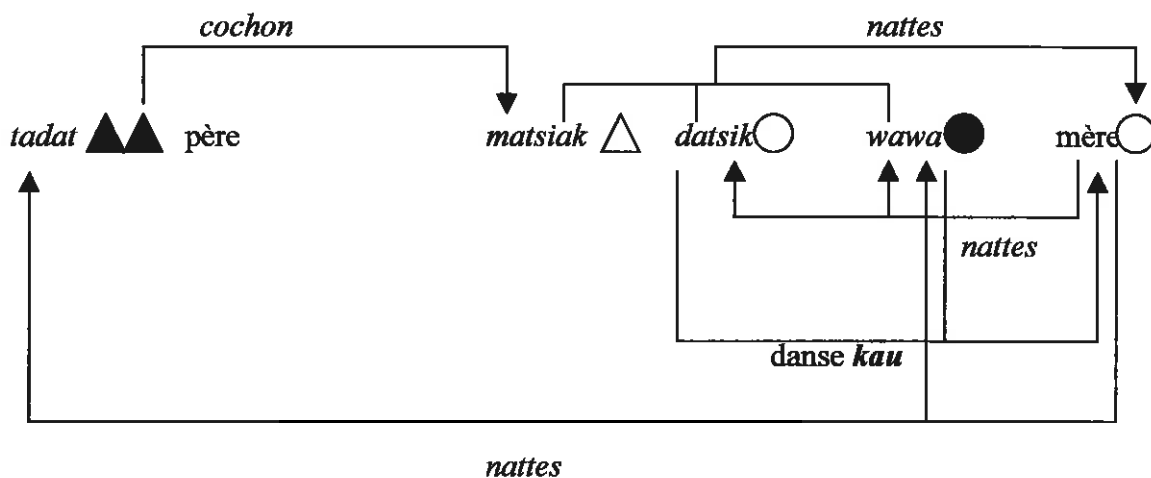 cochon nattes
tadat père matsiak datsik wawa mère
nattes
danse kau
nattes